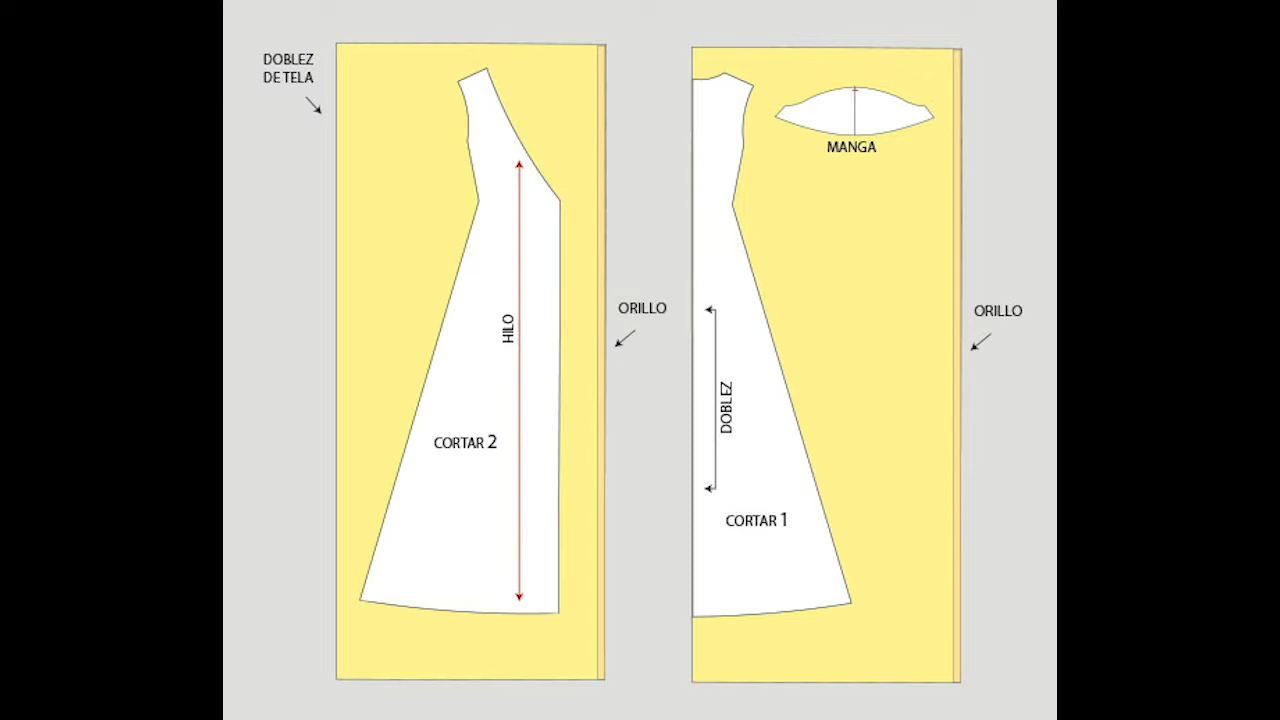 DOBLEZ
DE TELA
HILO
CORTAR 2
ORILLO
MANGA
DOBLEZ
CORTAR 1
ORILLO